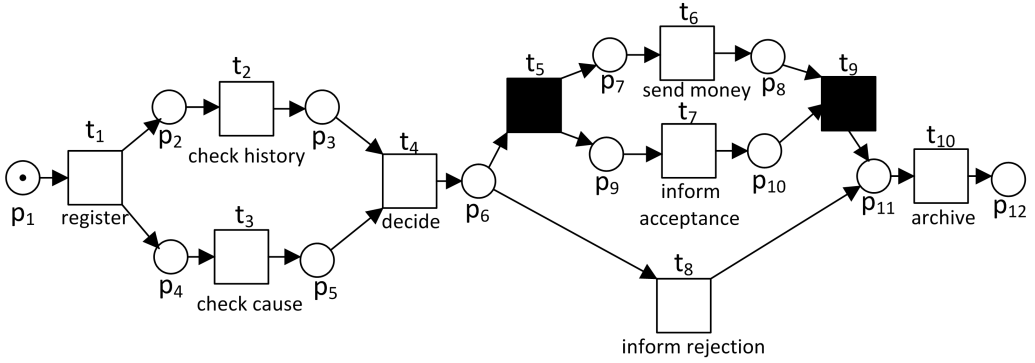 p1
t1
register
p2
t2
check history
p3
p4
t3
check cause
p5
t4
decide
p6
t5
p7
t6
send money
p8
p9
t7
inform
acceptance
p10
t9
t8
inform rejection
p11
t10
archive
p12